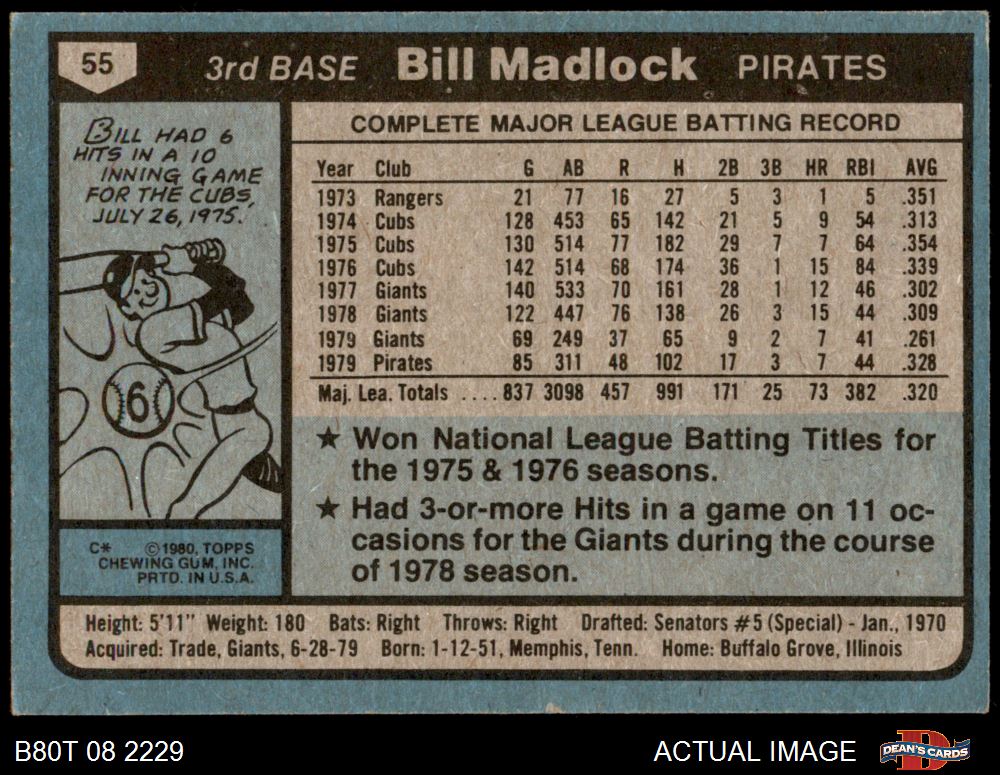 55 3rd BASE Bill Madlock PIRATES
BILL HAD 6
HITS IN A 10
INNING GAME
FOR THE CUBS,
JULY 26, 1975.
6
C* ©1980, TOPPS
CHEWING GUM, INC.
PRTD. IN U.S.A.
COMPLETE MAJOR LEAGUE BATTING RECORD
Year Club G AB R H 2B 3B HR RBI AVG
1973 Rangers 21 77 16 27 5 3 1 5 .351
1974 Cubs 128 453 65 142 21 5 9 54 .313
1975 Cubs 130 514 77 182 29 7 7 64 .354
1976 Cubs 142 514 68 174 36 1 15 84 .339
1977 Giants 140 533 70 161 28 1 12 46 .302
1978 Giants 122 447 76 138 26 3 15 44 .309
1979 Giants 69 249 37 65 9 2 7 41 .261
1979 Pirates 85 311 48 102 17 3 7 44 .328
Maj. Lea. Totals ....837 3098 457 991 171 25 73 382 .320
★ Won National League Batting Titles for
the 1975 & 1976 seasons.
★ Had 3-or-more Hits in a game on 11 oc-
casions for the Giants during the course
of 1978 season.
Height: 5'11" Weight: 180 Bats: Right Throws: Right Drafted: Senators #5 (Special) - Jan., 1970
Acquired: Trade, Giants, 6-28-79 Born: 1-12-51, Memphis, Tenn. Home: Buffalo Grove, Illinois
B80T 08 2229 ACTUAL IMAGE DEAN'S CARDS